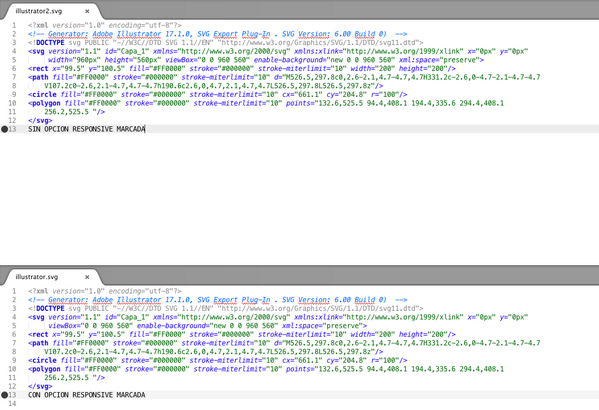 illustrator2.svg ×
1 <?xml version="1.0" encoding="utf-8"?>
2 <!-- Generator: Adobe Illustrator 17.1.0, SVG Export Plug-In . SVG Version: 6.00 Build 0)  -->
3 <!DOCTYPE svg PUBLIC "-//W3C//DTD SVG 1.1//EN" "http://www.w3.org/Graphics/SVG/1.1/DTD/svg11.dtd">
4 <svg version="1.1" id="Capa_1" xmlns="http://www.w3.org/2000/svg" xmlns:xlink="http://www.w3.org/1999/xlink" x="0px" y="0px"
5 width="960px" height="560px" viewBox="0 0 960 560" enable-background="new 0 0 960 560" xml:space="preserve">
6 <rect x="99.5" y="100.5" fill="#FF0000" stroke="#000000" stroke-miterlimit="10" width="200" height="200"/>
7 <path fill="#FF0000" stroke="#000000" stroke-miterlimit="10" d="M526.5,297.8c0,2.6-2.1,4.7-4.7,4.7H331.2c-2.6,0-4.7-2.1-4.7-4.7
8 V107.2c0-2.6,2.1-4.7,4.7-4.7h190.6c2.6,0,4.7,2.1,4.7,4.7L526.5,297.8L526.5,297.8z"/>
9 <circle fill="#FF0000" stroke="#000000" stroke-miterlimit="10" cx="661.1" cy="204.8" r="100"/>
10 <polygon fill="#FF0000" stroke="#000000" stroke-miterlimit="10" points="132.6,525.5 94.4,408.1 194.4,335.6 294.4,408.1
11 256.2,525.5 "/>
12 </svg>
13 SIN OPCION RESPONSIVE MARCADA
illustrator.svg ×
1 <?xml version="1.0" encoding="utf-8"?>
2 <!-- Generator: Adobe Illustrator 17.1.0, SVG Export Plug-In . SVG Version: 6.00 Build 0)  -->
3 <!DOCTYPE svg PUBLIC "-//W3C//DTD SVG 1.1//EN" "http://www.w3.org/Graphics/SVG/1.1/DTD/svg11.dtd">
4 <svg version="1.1" id="Capa_1" xmlns="http://www.w3.org/2000/svg" xmlns:xlink="http://www.w3.org/1999/xlink" x="0px" y="0px"
5 viewBox="0 0 960 560" enable-background="new 0 0 960 560" xml:space="preserve">
6 <rect x="99.5" y="100.5" fill="#FF0000" stroke="#000000" stroke-miterlimit="10" width="200" height="200"/>
7 <path fill="#FF0000" stroke="#000000" stroke-miterlimit="10" d="M526.5,297.8c0,2.6-2.1,4.7-4.7,4.7H331.2c-2.6,0-4.7-2.1-4.7-4.7
8 V107.2c0-2.6,2.1-4.7,4.7-4.7h190.6c2.6,0,4.7,2.1,4.7,4.7L526.5,297.8L526.5,297.8z"/>
9 <circle fill="#FF0000" stroke="#000000" stroke-miterlimit="10" cx="661.1" cy="204.8" r="100"/>
10 <polygon fill="#FF0000" stroke="#000000" stroke-miterlimit="10" points="132.6,525.5 94.4,408.1 194.4,335.6 294.4,408.1
11 256.2,525.5 "/>
12 </svg>
13 CON OPCION RESPONSIVE MARCADA
14